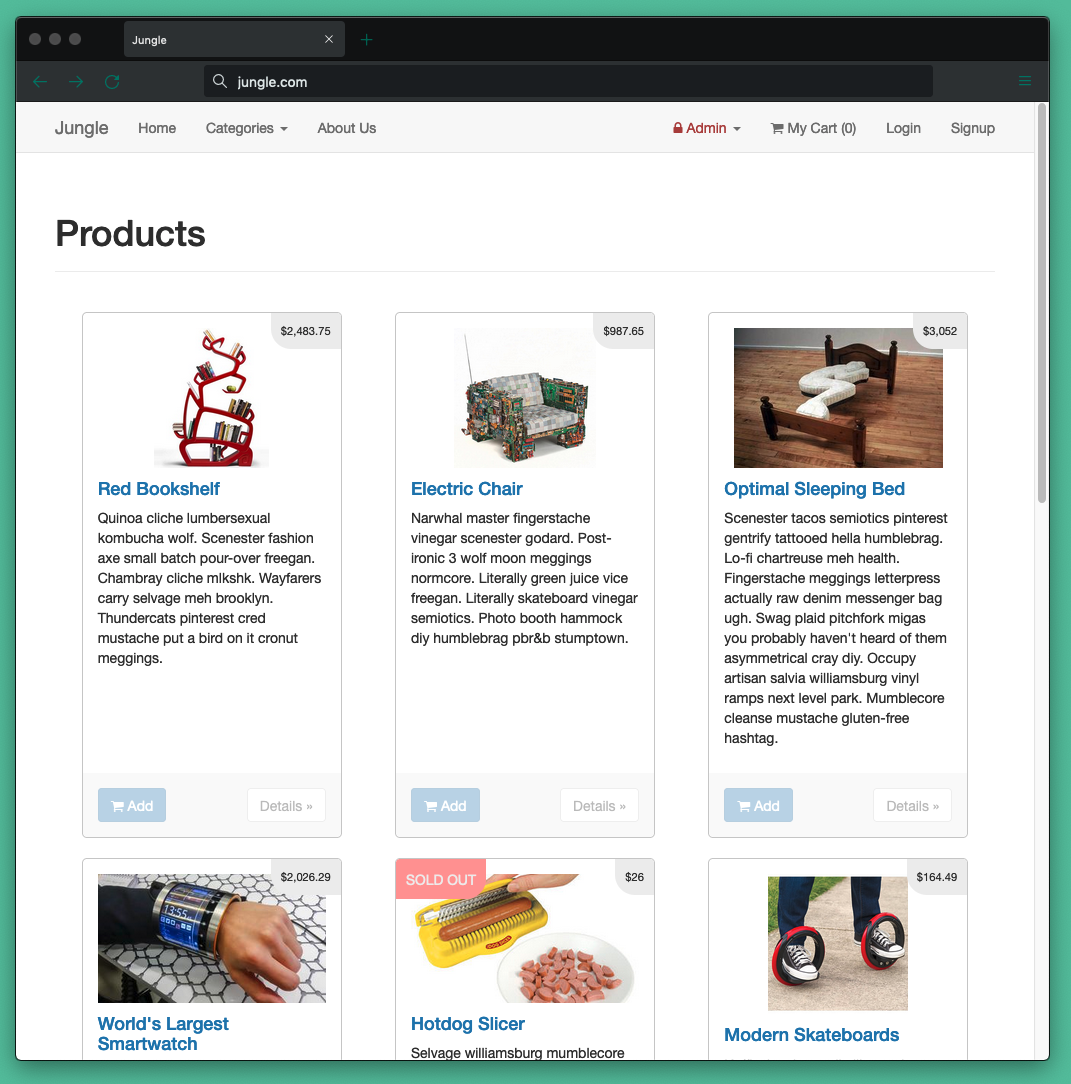 Jungle
jungle.com
Jungle Home Categories About Us Admin My Cart (0) Login Signup
Products
$2,483.75
Red Bookshelf
Quinoa cliche lumbersexual
kombucha wolf. Scenester fashion
axe small batch pour-over freegan.
Chambray cliche mlkshk. Wayfarers
carry selvage meh brooklyn.
Thundercats pinterest cred
mustache put a bird on it cronut
meggings.
Add Details »
$987.65
Electric Chair
Narwhal master fingerstache
vinegar scenester godard. Post-
ironic 3 wolf moon meggings
normcore. Literally green juice vice
freegan. Literally skateboard vinegar
semiotics. Photo booth hammock
diy humblebrag pbr&b stumptown.
Add Details »
$3,052
Optimal Sleeping Bed
Scenester tacos semiotics pinterest
gentrify tattooed hella humblebrag.
Lo-fi chartreuse meh health.
Fingerstache meggings letterpress
actually raw denim messenger bag
ugh. Swag plaid pitchfork migas
you probably haven't heard of them
asymmetrical cray diy. Occupy
artisan salvia williamsburg vinyl
ramps next level park. Mumblecore
cleanse mustache gluten-free
hashtag.
Add Details »
$2,026.29
13:55
World's Largest
Smartwatch
SOLD OUT
$26
Hotdog Slicer
Selvage williamsburg mumblecore
$164.49
Modern Skateboards